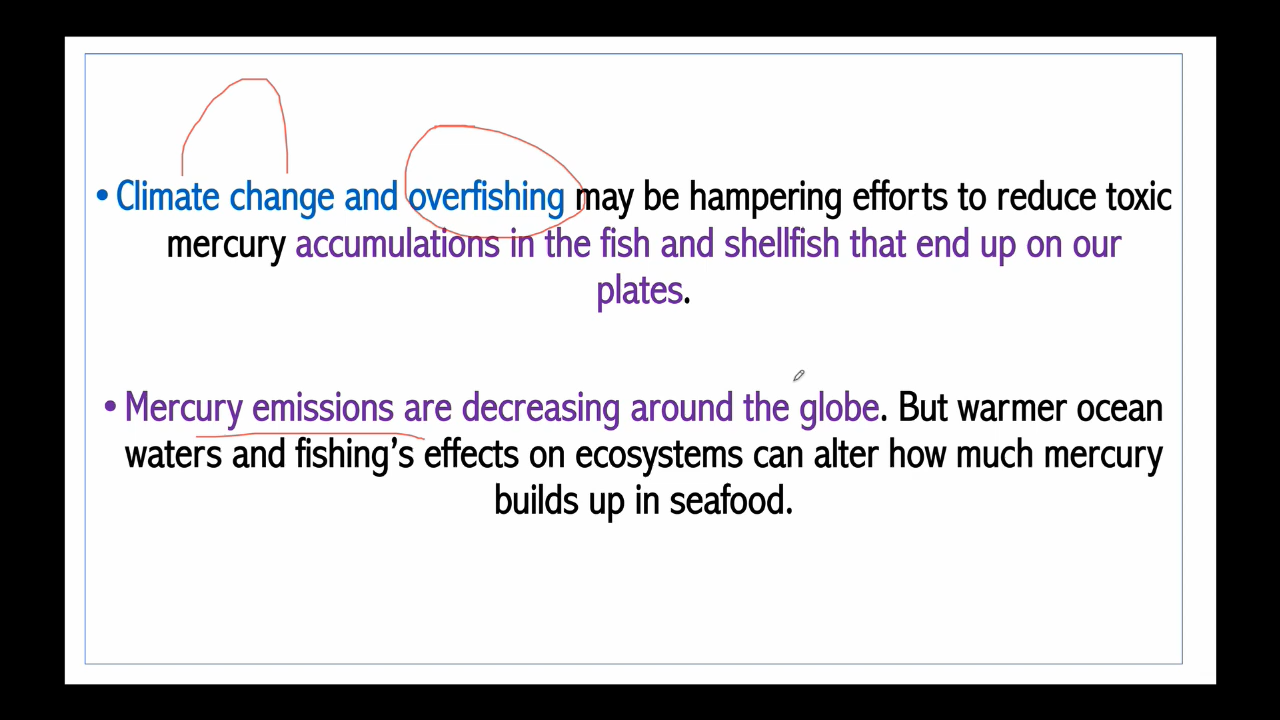 • Climate change and overfishing may be hampering efforts to reduce toxic
mercury accumulations in the fish and shellfish that end up on our
plates.
• Mercury emissions are decreasing around the globe. But warmer ocean
waters and fishing’s effects on ecosystems can alter how much mercury
builds up in seafood.